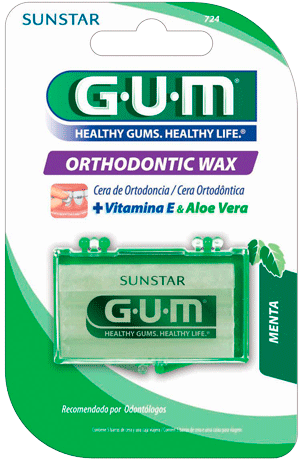 SUNSTAR
724
G·U·M
HEALTHY GUMS. HEALTHY LIFE.®
ORTHODONTIC WAX
Cera de Ortodoncia / Cera Ortodôntica
+ Vitamina E & Aloe Vera
SUNSTAR
G·U·M
HEALTHY GUMS. HEALTHY LIFE.®
MENTA
Recomendado por Odontólogos